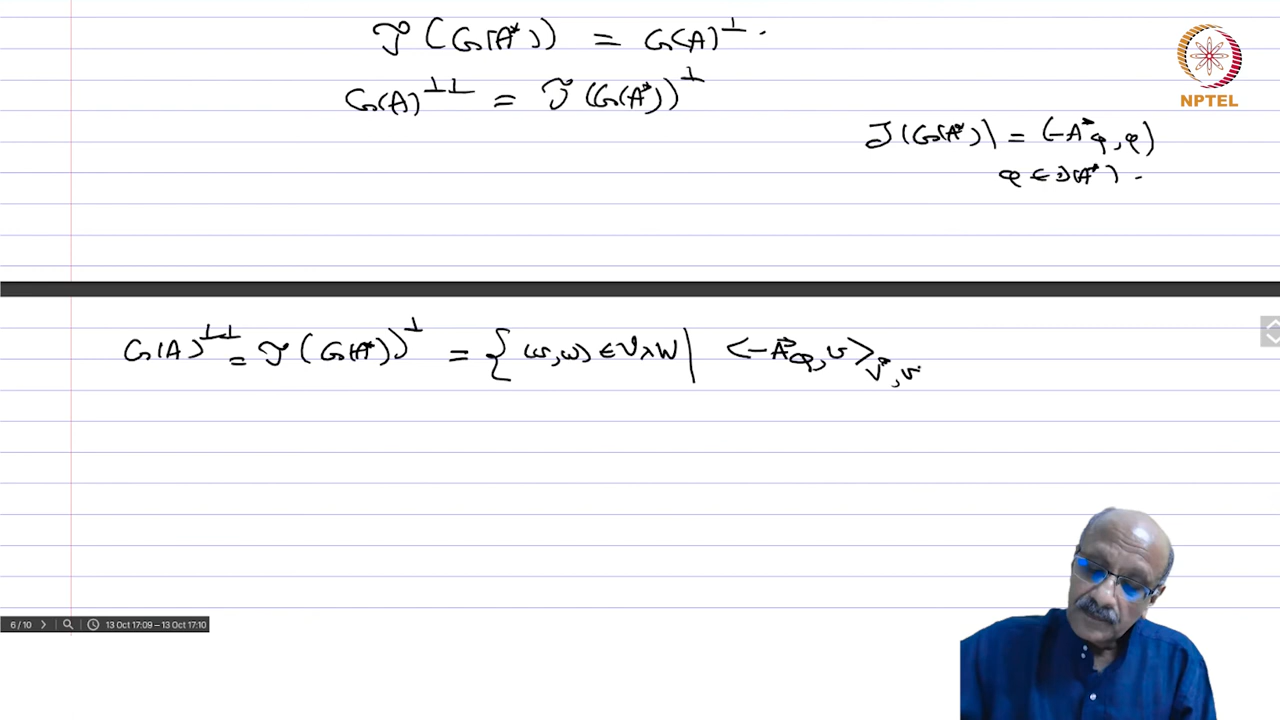 𝒥(G(A*)) = G(A)^⊥.
G(A)^⊥⊥ = 𝒥(G(A*))^⊥
J(G(A*)) = (-A*φ, φ)
φ ∈ D(A*).
G(A)^⊥⊥ = 𝒥(G(A*))^⊥ = { (v,w) ∈ V×W | <-A*φ, v>_{V*,V}
NPTEL
6/10 13 Oct 17:09 – 13 Oct 17:10